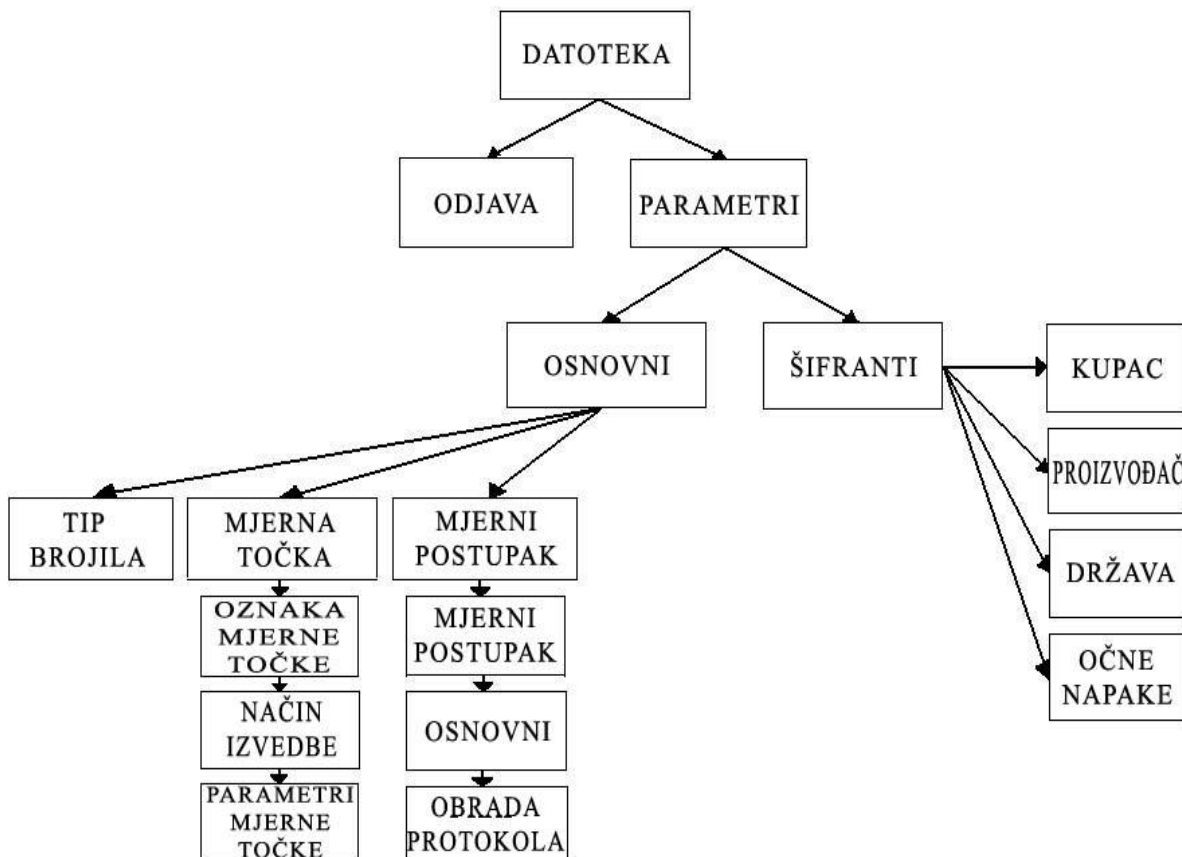 DATOTEKA
ODJAVA
PARAMETRI
OSNOVNI
ŠIFRANTI
KUPAC
PROIZVOĐAČ
DRŽAVA
OČNE
NAPAKE
TIP
BROJILA
MJERNA
TOČKA
MJERNI
POSTUPAK
OZNAKA
MJERNE
TOČKE
MJERNI
POSTUPAK
NAČIN
IZVEDBE
OSNOVNI
PARAMETRI
MJERNE
TOČKE
OBRADA
PROTOKOLA